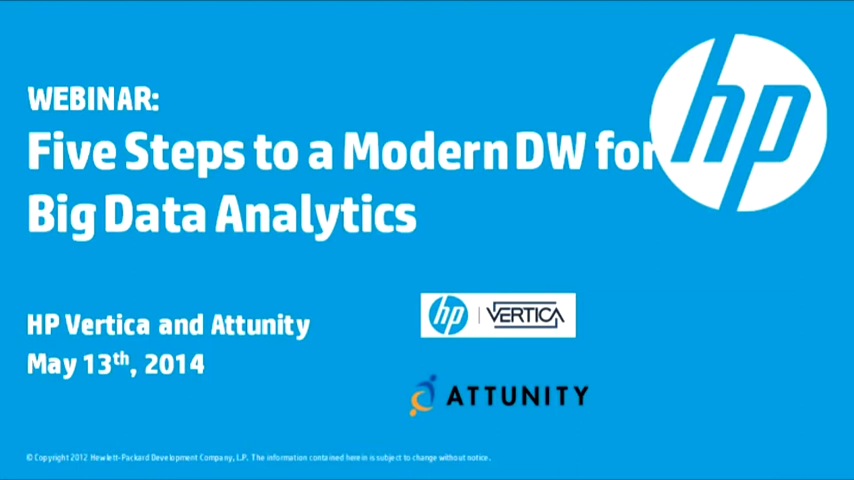 WEBINAR:
Five Steps to a Modern DW for
Big Data Analytics
hp
HP Vertica and Attunity
May 13th, 2014
hp | VERTICA
ATTUNITY
© Copyright 2012 Hewlett-Packard Development Company, L.P. The information contained herein is subject to change without notice.